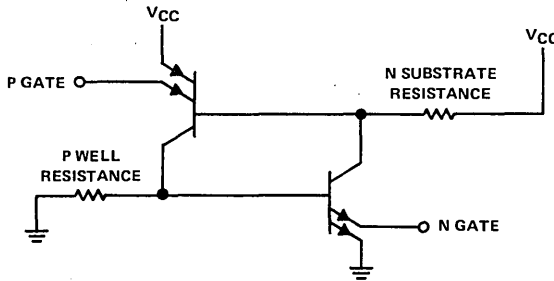 VCC
VCC
P GATE
N SUBSTRATE
RESISTANCE
P WELL
RESISTANCE
N GATE